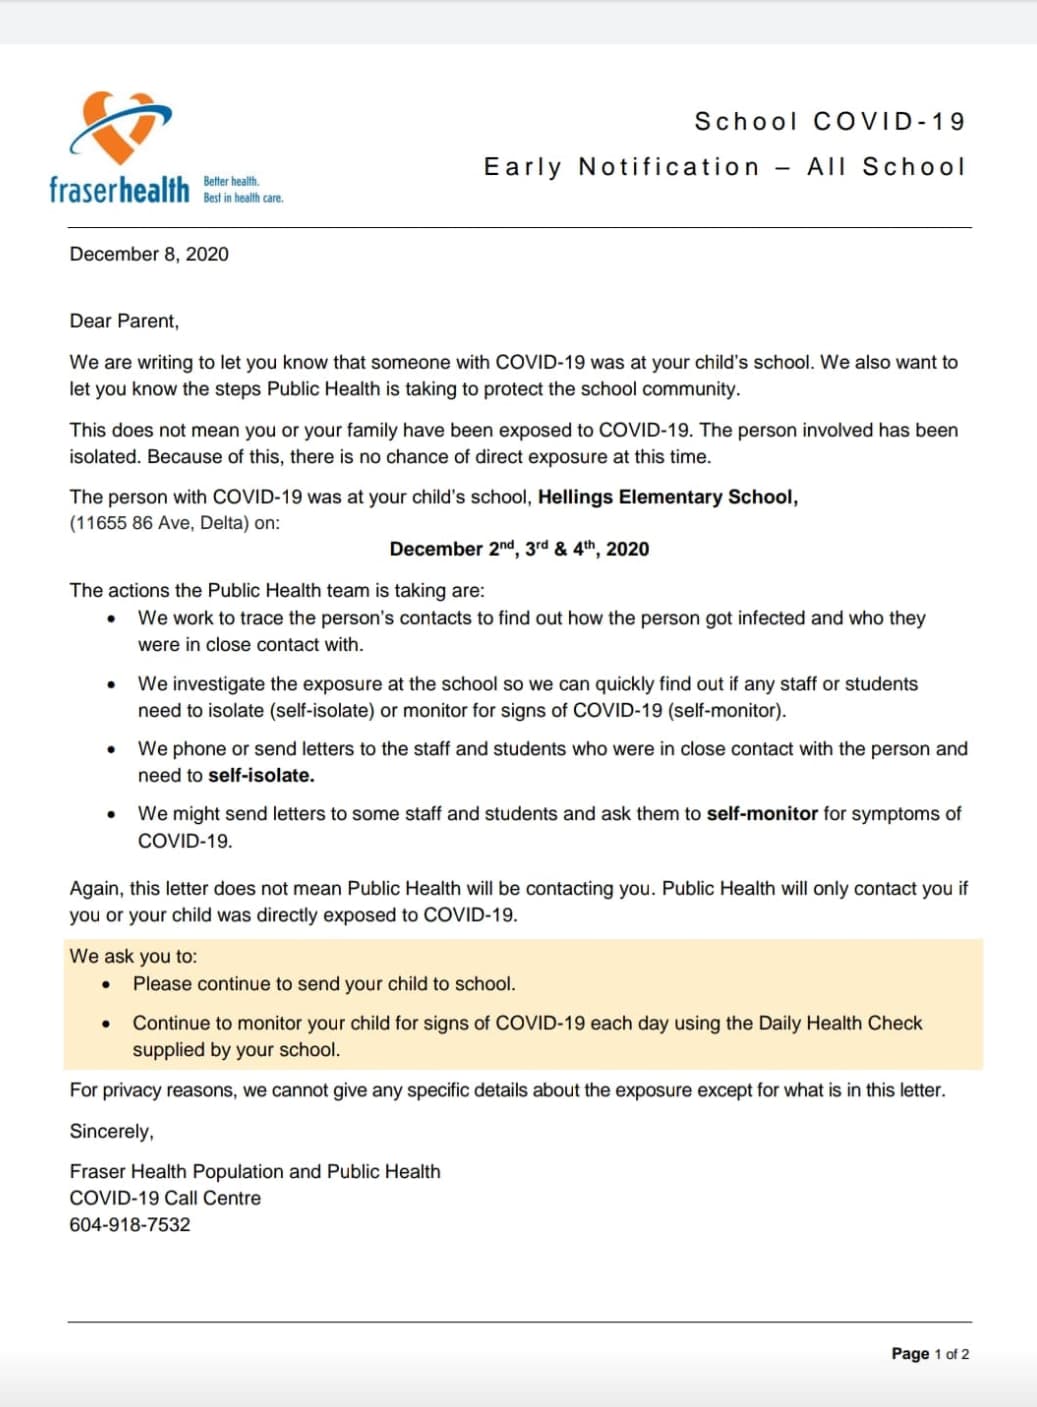 School COVID-19
Early Notification – All School
fraserhealth
Better health.
Best in health care.
December 8, 2020
Dear Parent,
We are writing to let you know that someone with COVID-19 was at your child's school. We also want to
let you know the steps Public Health is taking to protect the school community.
This does not mean you or your family have been exposed to COVID-19. The person involved has been
isolated. Because of this, there is no chance of direct exposure at this time.
The person with COVID-19 was at your child's school, Hellings Elementary School,
(11655 86 Ave, Delta) on:
December 2nd, 3rd & 4th, 2020
The actions the Public Health team is taking are:
• We work to trace the person's contacts to find out how the person got infected and who they
were in close contact with.
• We investigate the exposure at the school so we can quickly find out if any staff or students
need to isolate (self-isolate) or monitor for signs of COVID-19 (self-monitor).
• We phone or send letters to the staff and students who were in close contact with the person and
need to self-isolate.
• We might send letters to some staff and students and ask them to self-monitor for symptoms of
COVID-19.
Again, this letter does not mean Public Health will be contacting you. Public Health will only contact you if
you or your child was directly exposed to COVID-19.
We ask you to:
• Please continue to send your child to school.
• Continue to monitor your child for signs of COVID-19 each day using the Daily Health Check
supplied by your school.
For privacy reasons, we cannot give any specific details about the exposure except for what is in this letter.
Sincerely,
Fraser Health Population and Public Health
COVID-19 Call Centre
604-918-7532
Page 1 of 2